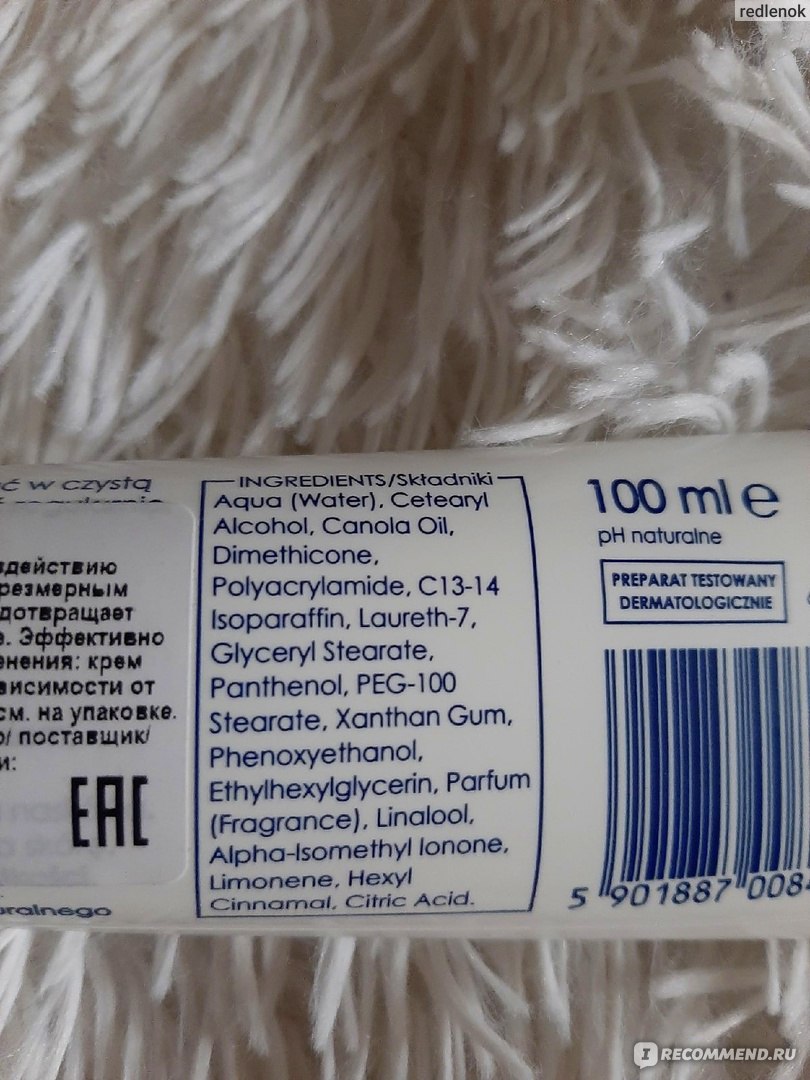 redlenok
ć w czystą
здействию
резмерным
дотвращает
э. Эффективно
енения: крем
висимости от
см. на упаковке.
о/ поставщик/
и:
EAC
uralnego
INGREDIENTS/Składniki
Aqua (Water), Cetearyl
Alcohol, Canola Oil,
Dimethicone,
Polyacrylamide, C13-14
Isoparaffin, Laureth-7,
Glyceryl Stearate,
Panthenol, PEG-100
Stearate, Xanthan Gum,
Phenoxyethanol,
Ethylhexylglycerin, Parfum
(Fragrance), Linalool,
Alpha-Isomethyl Ionone,
Limonene, Hexyl
Cinnamal, Citric Acid.
100 ml e
pH naturalne
PREPARAT TESTOWANY
DERMATOLOGICZNIE
5 901887 008
IRECOMMEND.RU